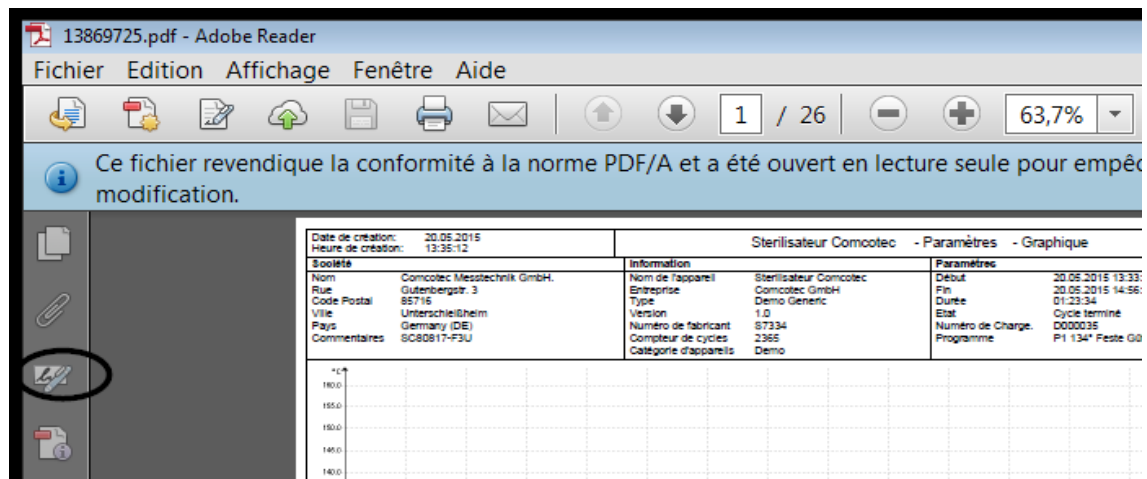 13869725.pdf - Adobe Reader
Fichier Edition Affichage Fenêtre Aide
1 / 26 63,7%
Ce fichier revendique la conformité à la norme PDF/A et a été ouvert en lecture seule pour empêc
modification.
Date de création: 20.05.2015
Heure de création: 13:35:12
Sterilisateur Comcotec - Paramètres - Graphique
Société Information Paramètres
Nom Comcotec Messtechnik GmbH. Nom de l'appareil Sterilisateur Comcotec Début 20.05.2015 13:33:
Rue Gutenbergstr. 3 Entreprise Comcotec GmbH Fin 20.05.2015 14:56:
Code Postal 85716 Type Demo Generic Durée 01:23:34
Ville Unterschleißheim Version 1.0 Etat Cycle terminé
Pays Germany (DE) Numéro de fabricant S7334 Numéro de Charge. D000035
Commentaires SC80817-F3U Compteur de cycles 2365 Programme P1 134° Feste Gü
Catégorie d'appareils Demo
°C
160.0
155.0
150.0
145.0
140.0